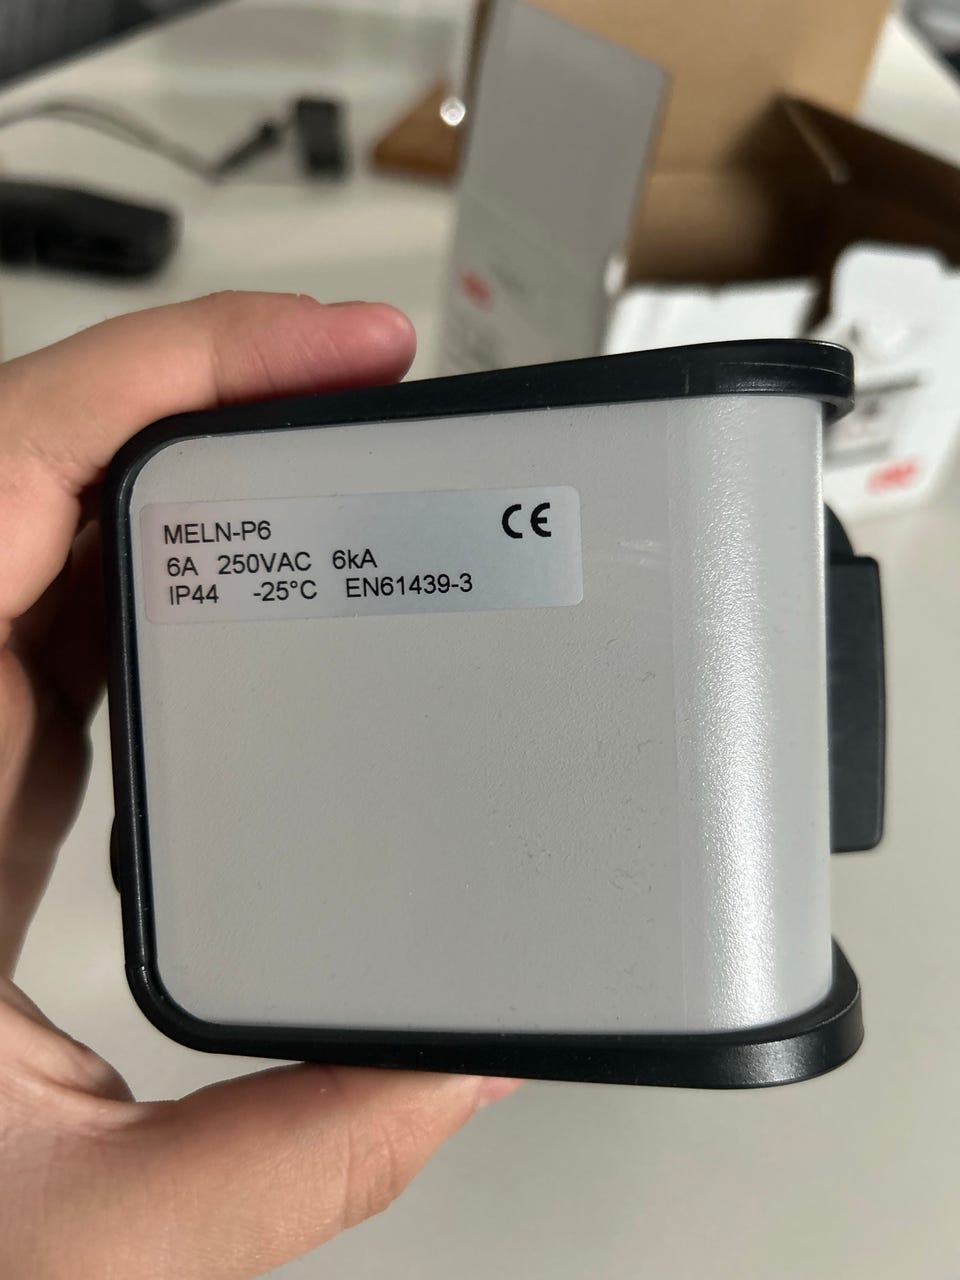 MELN-P6
CE
6A 250VAC 6kA
IP44 -25°C EN61439-3